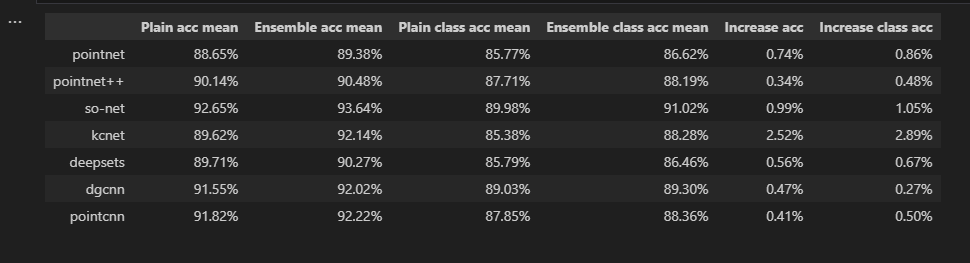 ...
Plain acc mean Ensemble acc mean Plain class acc mean Ensemble class acc mean Increase acc Increase class acc
pointnet 88.65% 89.38% 85.77% 86.62% 0.74% 0.86%
pointnet++ 90.14% 90.48% 87.71% 88.19% 0.34% 0.48%
so-net 92.65% 93.64% 89.98% 91.02% 0.99% 1.05%
kcnet 89.62% 92.14% 85.38% 88.28% 2.52% 2.89%
deepsets 89.71% 90.27% 85.79% 86.46% 0.56% 0.67%
dgcnn 91.55% 92.02% 89.03% 89.30% 0.47% 0.27%
pointcnn 91.82% 92.22% 87.85% 88.36% 0.41% 0.50%